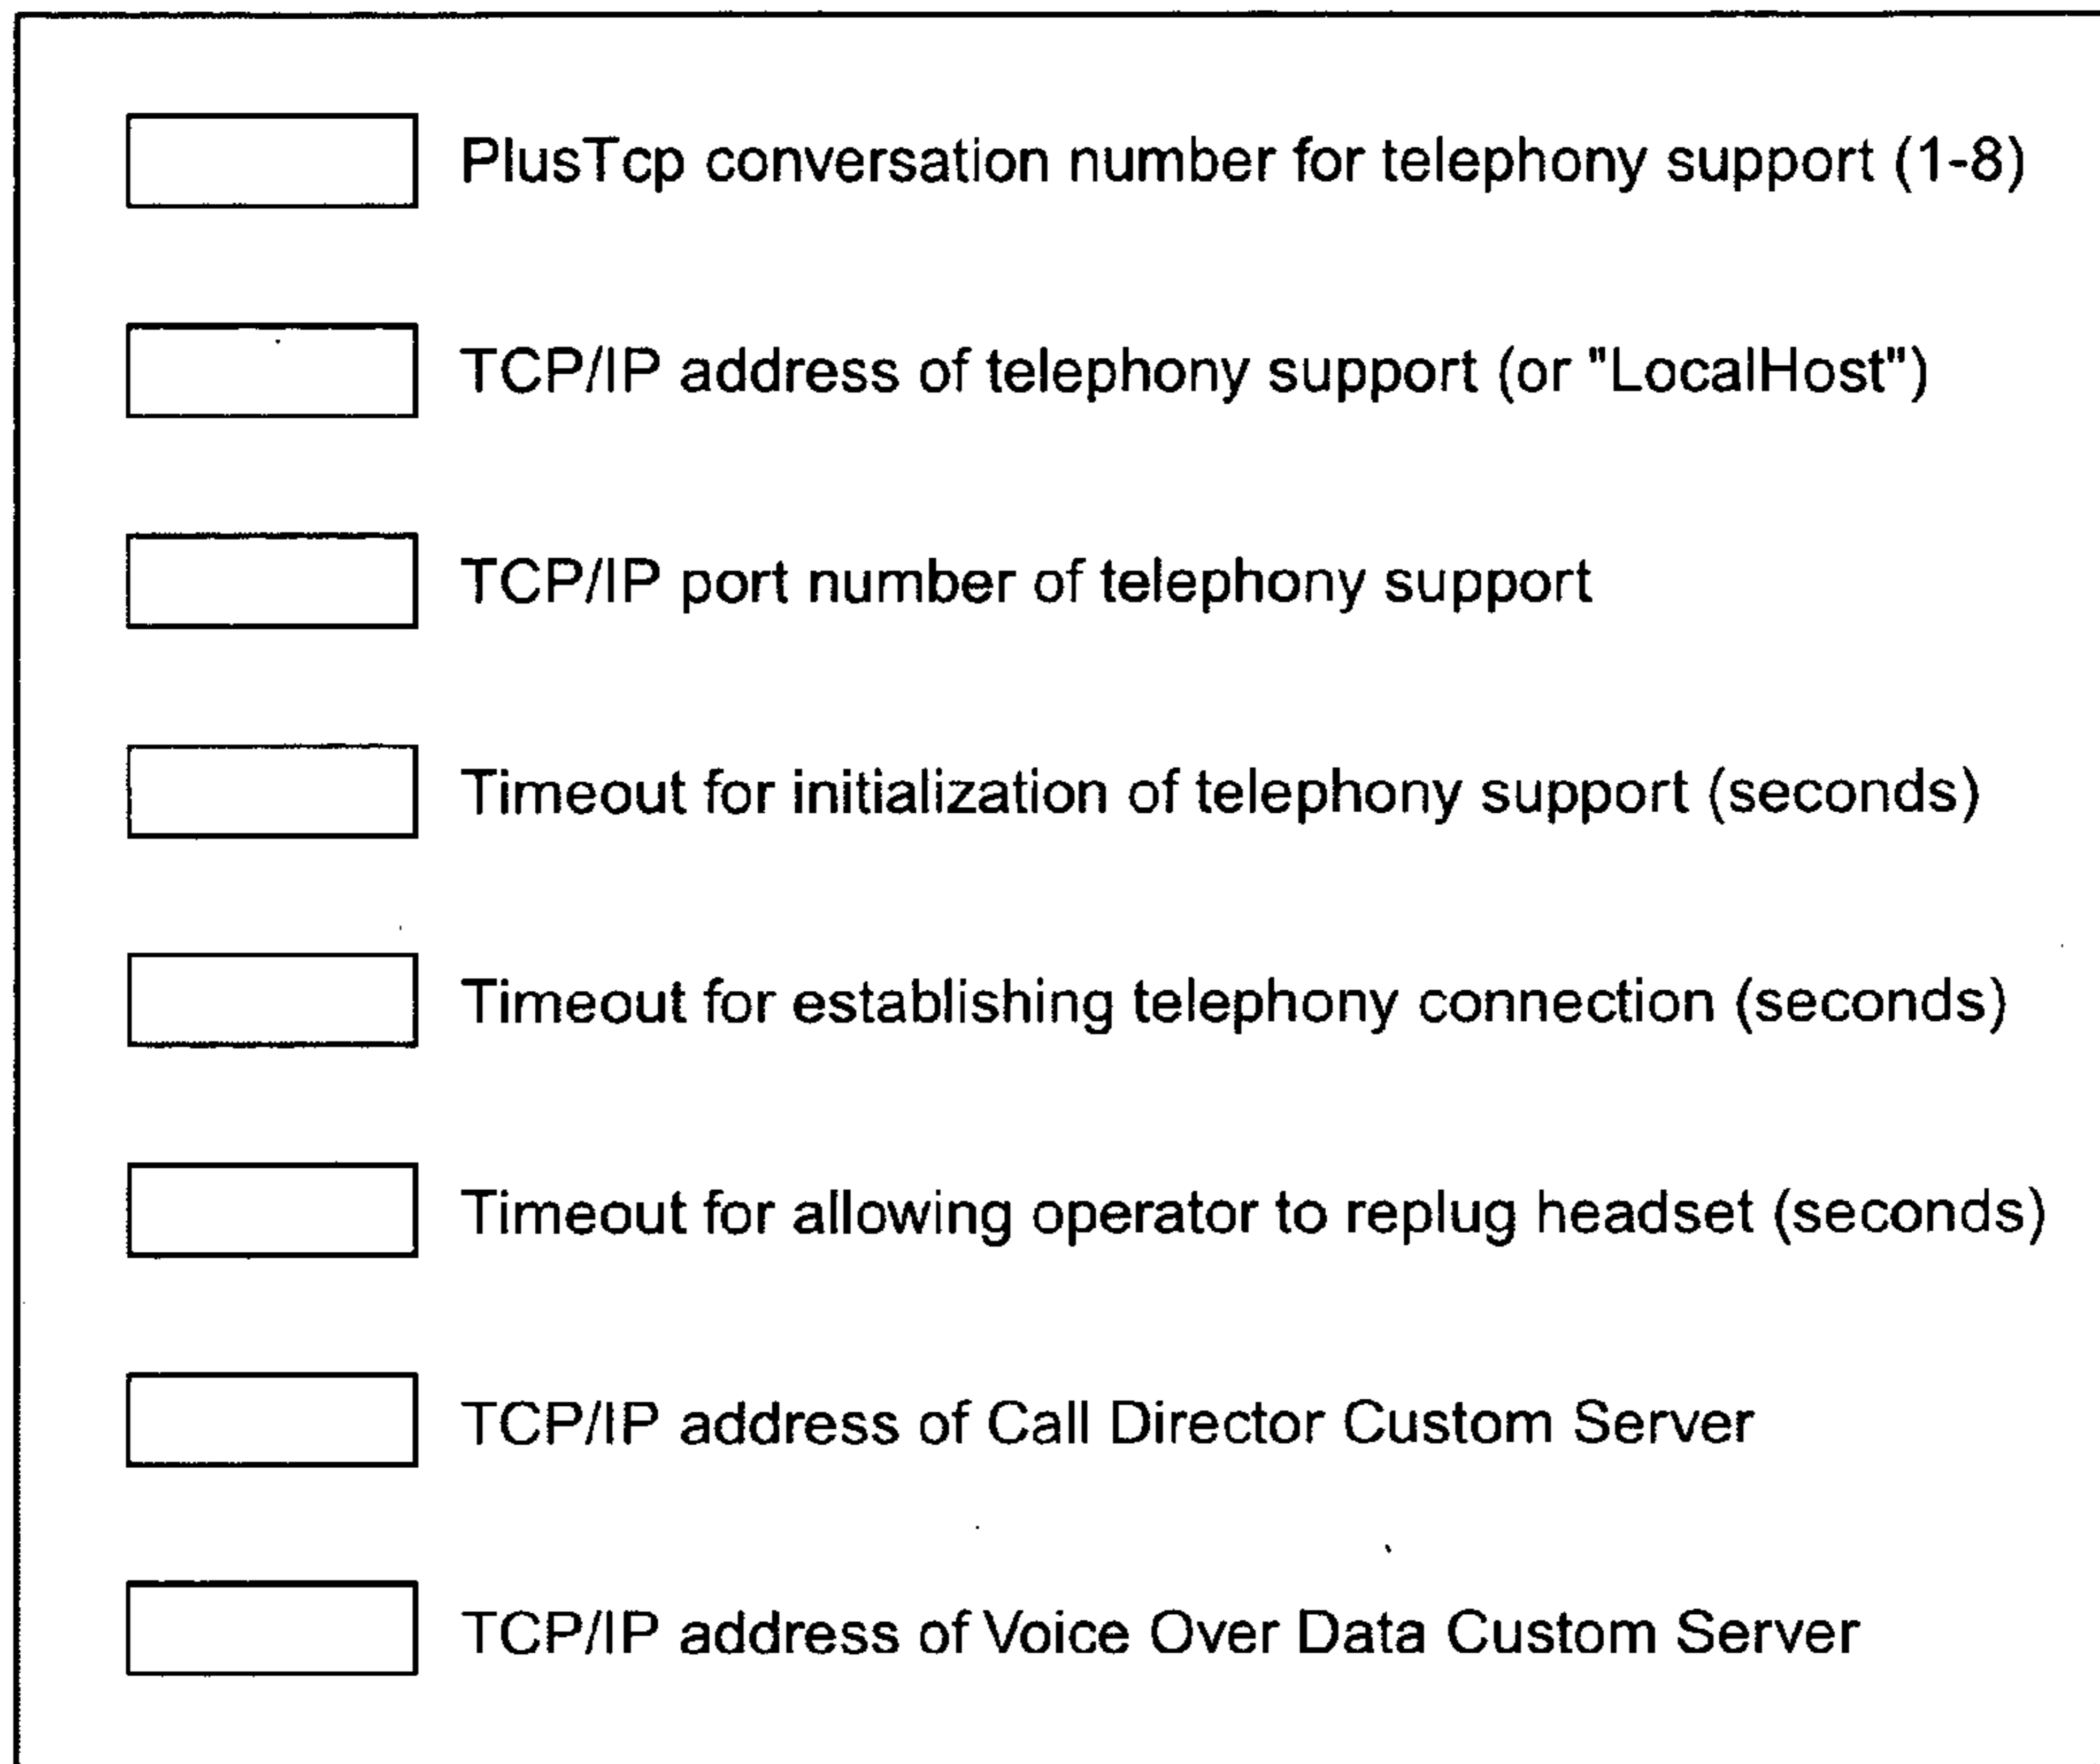 PlusTcp conversation number for telephony support (1-8)
TCP/IP address of telephony support (or "LocalHost")
TCP/IP port number of telephony support
Timeout for initialization of telephony support (seconds)
Timeout for establishing telephony connection (seconds)
Timeout for allowing operator to replug headset (seconds)
TCP/IP address of Call Director Custom Server
TCP/IP address of Voice Over Data Custom Server